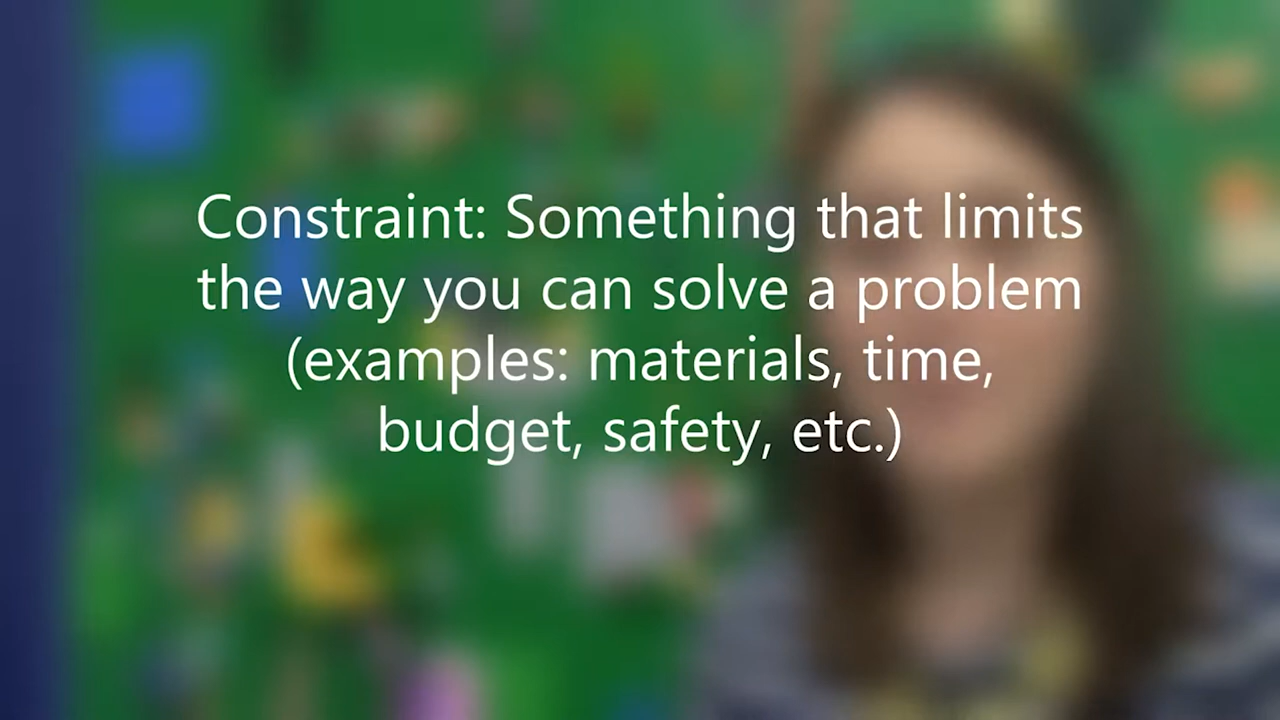 Constraint: Something that limits
the way you can solve a problem
(examples: materials, time,
budget, safety, etc.)